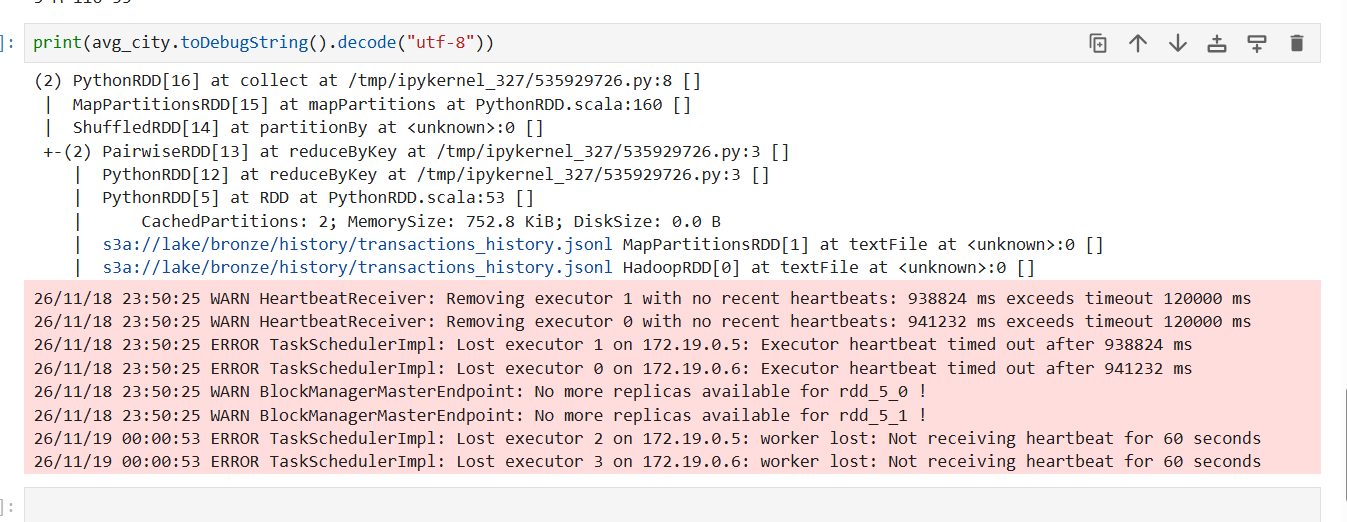 ]: print(avg_city.toDebugString().decode("utf-8"))
(2) PythonRDD[16] at collect at /tmp/ipykernel_327/535929726.py:8 []
 |  MapPartitionsRDD[15] at mapPartitions at PythonRDD.scala:160 []
 |  ShuffledRDD[14] at partitionBy at <unknown>:0 []
 +-(2) PairwiseRDD[13] at reduceByKey at /tmp/ipykernel_327/535929726.py:3 []
    |  PythonRDD[12] at reduceByKey at /tmp/ipykernel_327/535929726.py:3 []
    |  PythonRDD[5] at RDD at PythonRDD.scala:53 []
    |      CachedPartitions: 2; MemorySize: 752.8 KiB; DiskSize: 0.0 B
    |  s3a://lake/bronze/history/transactions_history.jsonl MapPartitionsRDD[1] at textFile at <unknown>:0 []
    |  s3a://lake/bronze/history/transactions_history.jsonl HadoopRDD[0] at textFile at <unknown>:0 []
26/11/18 23:50:25 WARN HeartbeatReceiver: Removing executor 1 with no recent heartbeats: 938824 ms exceeds timeout 120000 ms
26/11/18 23:50:25 WARN HeartbeatReceiver: Removing executor 0 with no recent heartbeats: 941232 ms exceeds timeout 120000 ms
26/11/18 23:50:25 ERROR TaskSchedulerImpl: Lost executor 1 on 172.19.0.5: Executor heartbeat timed out after 938824 ms
26/11/18 23:50:25 ERROR TaskSchedulerImpl: Lost executor 0 on 172.19.0.6: Executor heartbeat timed out after 941232 ms
26/11/18 23:50:25 WARN BlockManagerMasterEndpoint: No more replicas available for rdd_5_0 !
26/11/18 23:50:25 WARN BlockManagerMasterEndpoint: No more replicas available for rdd_5_1 !
26/11/19 00:00:53 ERROR TaskSchedulerImpl: Lost executor 2 on 172.19.0.5: worker lost: Not receiving heartbeat for 60 seconds
26/11/19 00:00:53 ERROR TaskSchedulerImpl: Lost executor 3 on 172.19.0.6: worker lost: Not receiving heartbeat for 60 seconds
]: